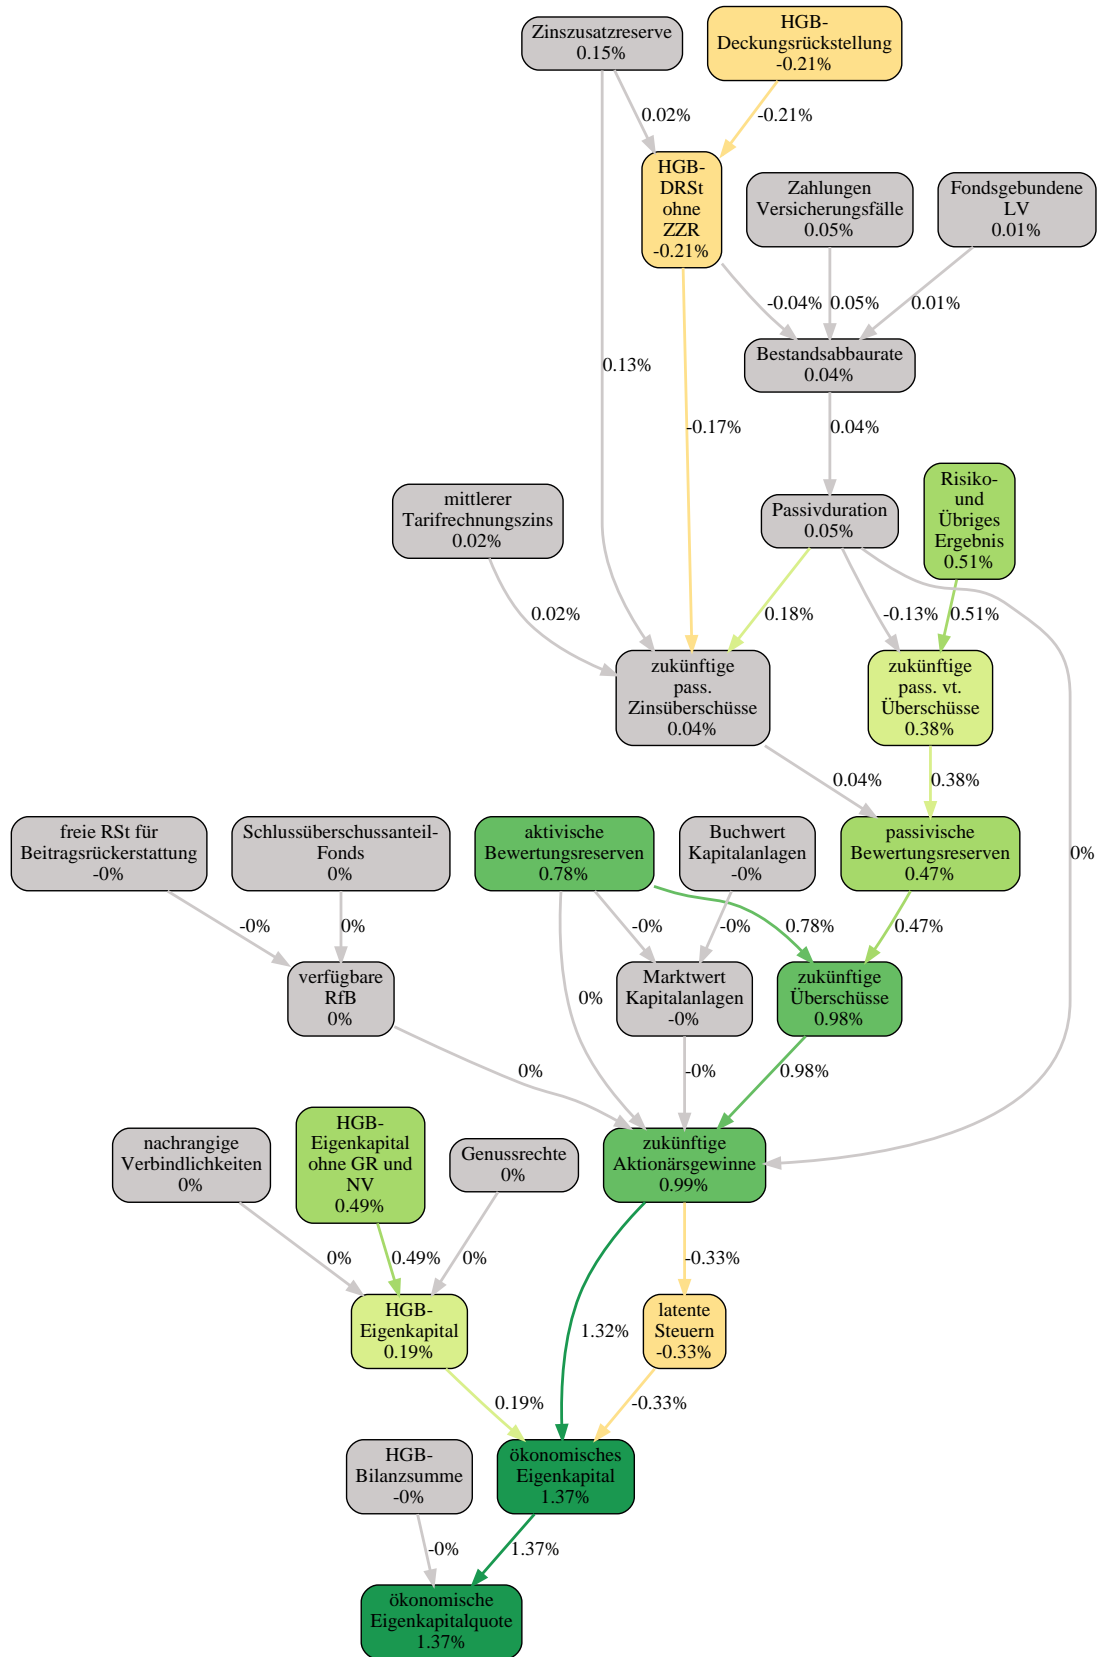 Zinszusatzreserve
0.15%
HGB-
Deckungsrückstellung
-0.21%
0.02%
-0.21%
HGB-
DRSt
ohne
ZZR
-0.21%
Zahlungen
Versicherungsfälle
0.05%
Fondsgebundene
LV
0.01%
-0.04%
0.05%
0.01%
Bestandsabbaurate
0.04%
0.13%
-0.17%
0.04%
mittlerer
Tarifrechnungszins
0.02%
Passivduration
0.05%
Risiko-
und
Übriges
Ergebnis
0.51%
0.02%
0.18%
-0.13%
0.51%
zukünftige
pass.
Zinsüberschüsse
0.04%
zukünftige
pass. vt.
Überschüsse
0.38%
0.04%
0.38%
freie RSt für
Beitragsrückerstattung
-0%
Schlussüberschussanteil-
Fonds
0%
aktivische
Bewertungsreserven
0.78%
Buchwert
Kapitalanlagen
-0%
passivische
Bewertungsreserven
0.47%
0%
-0%
0%
-0%
-0%
0.78%
0.47%
verfügbare
RfB
0%
0%
Marktwert
Kapitalanlagen
-0%
zukünftige
Überschüsse
0.98%
0%
-0%
0.98%
nachrangige
Verbindlichkeiten
0%
HGB-
Eigenkapital
ohne GR und
NV
0.49%
Genussrechte
0%
zukünftige
Aktionärsgewinne
0.99%
0%
0.49%
0%
-0.33%
HGB-
Eigenkapital
0.19%
1.32%
latente
Steuern
-0.33%
0.19%
-0.33%
HGB-
Bilanzsumme
-0%
ökonomisches
Eigenkapital
1.37%
-0%
1.37%
ökonomische
Eigenkapitalquote
1.37%